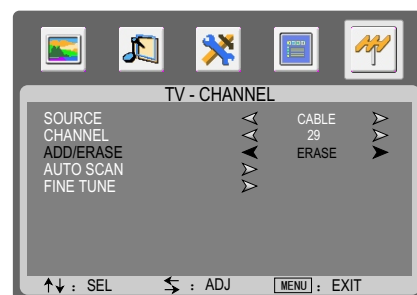 TV - CHANNEL
SOURCE CABLE
CHANNEL 29
ADD/ERASE ERASE
AUTO SCAN
FINE TUNE
: SEL : ADJ MENU : EXIT